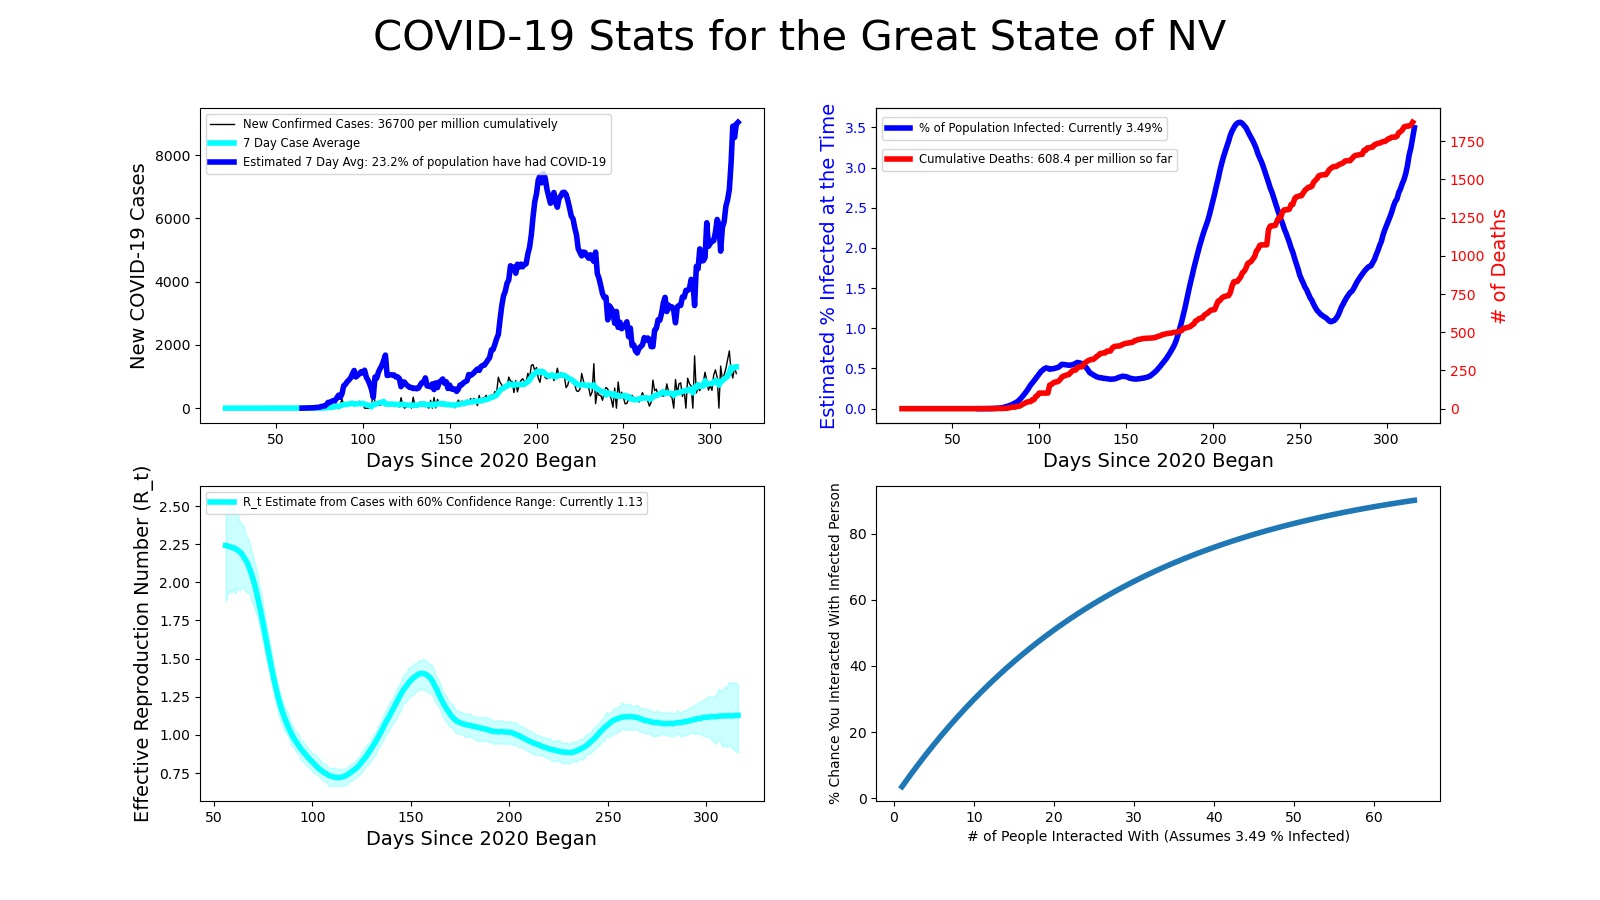 COVID-19 Stats for the Great State of NV
New Confirmed Cases: 36700 per million cumulatively
7 Day Case Average
Estimated 7 Day Avg: 23.2% of population have had COVID-19
New COVID-19 Cases
8000
6000
4000
2000
0
50 100 150 200 250 300
Days Since 2020 Began
% of Population Infected: Currently 3.49%
Cumulative Deaths: 608.4 per million so far
Estimated % Infected at the Time
3.5
3.0
2.5
2.0
1.5
1.0
0.5
0.0
1750
1500
1250
1000
750
500
250
0
# of Deaths
50 100 150 200 250 300
Days Since 2020 Began
R_t Estimate from Cases with 60% Confidence Range: Currently 1.13
Effective Reproduction Number (R_t)
2.50
2.25
2.00
1.75
1.50
1.25
1.00
0.75
50 100 150 200 250 300
Days Since 2020 Began
% Chance You Interacted With Infected Person
80
60
40
20
0
0 10 20 30 40 50 60
# of People Interacted With (Assumes 3.49 % Infected)